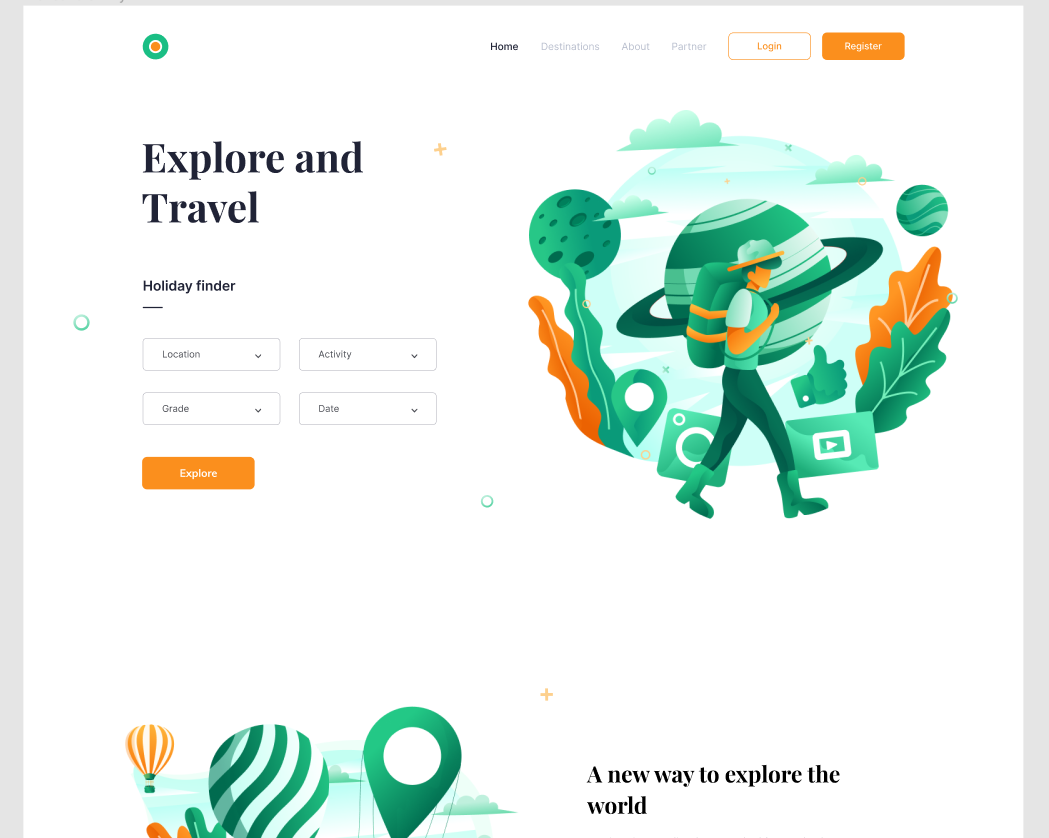 Home Destinations About Partner Login Register
Explore and
Travel
Holiday finder
Location Activity
Grade Date
Explore
A new way to explore the
world